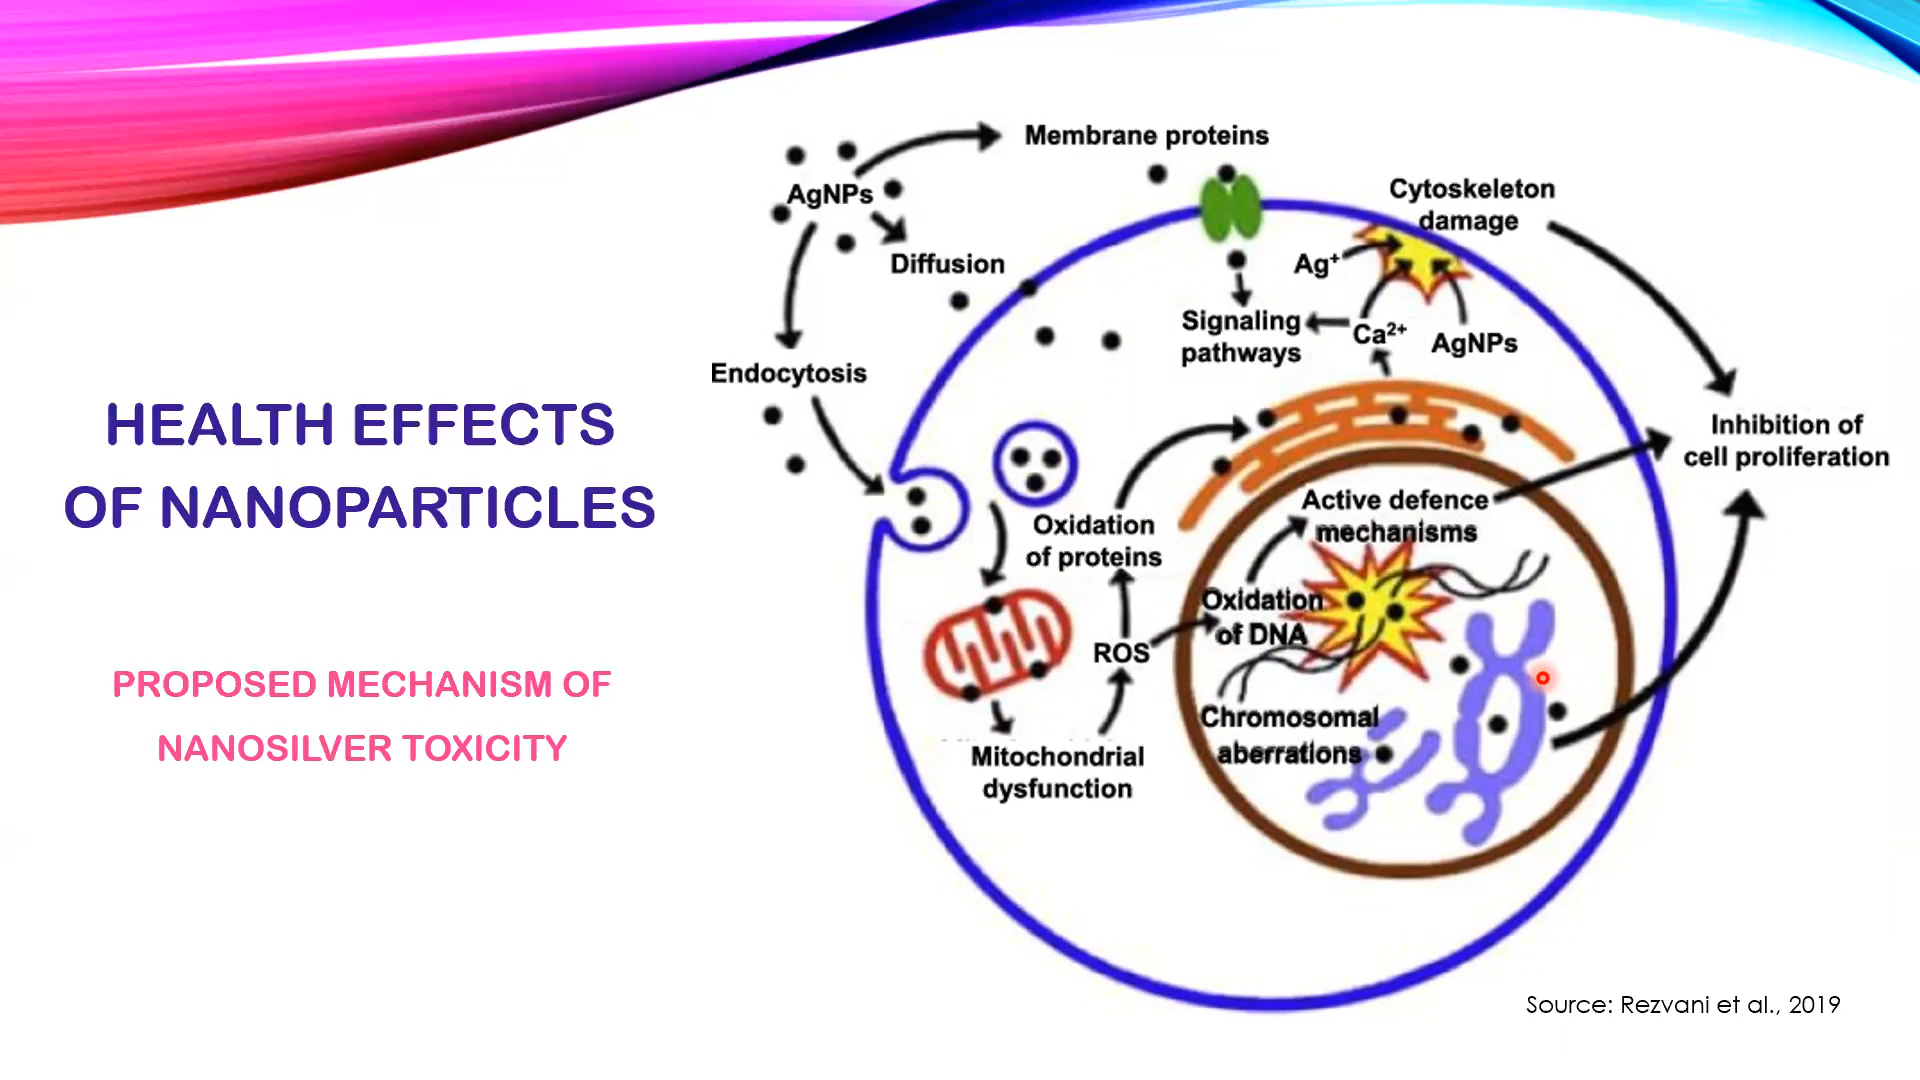 HEALTH EFFECTS
OF NANOPARTICLES
PROPOSED MECHANISM OF
NANOSILVER TOXICITY
Membrane proteins
AgNPs
Diffusion
Endocytosis
Cytoskeleton
damage
Ag⁺
Signaling
pathways
Ca²⁺
AgNPs
Inhibition of
cell proliferation
Active defence
mechanisms
Oxidation
of proteins
Oxidation
of DNA
ROS
Chromosomal
aberrations
Mitochondrial
dysfunction
Source: Rezvani et al., 2019